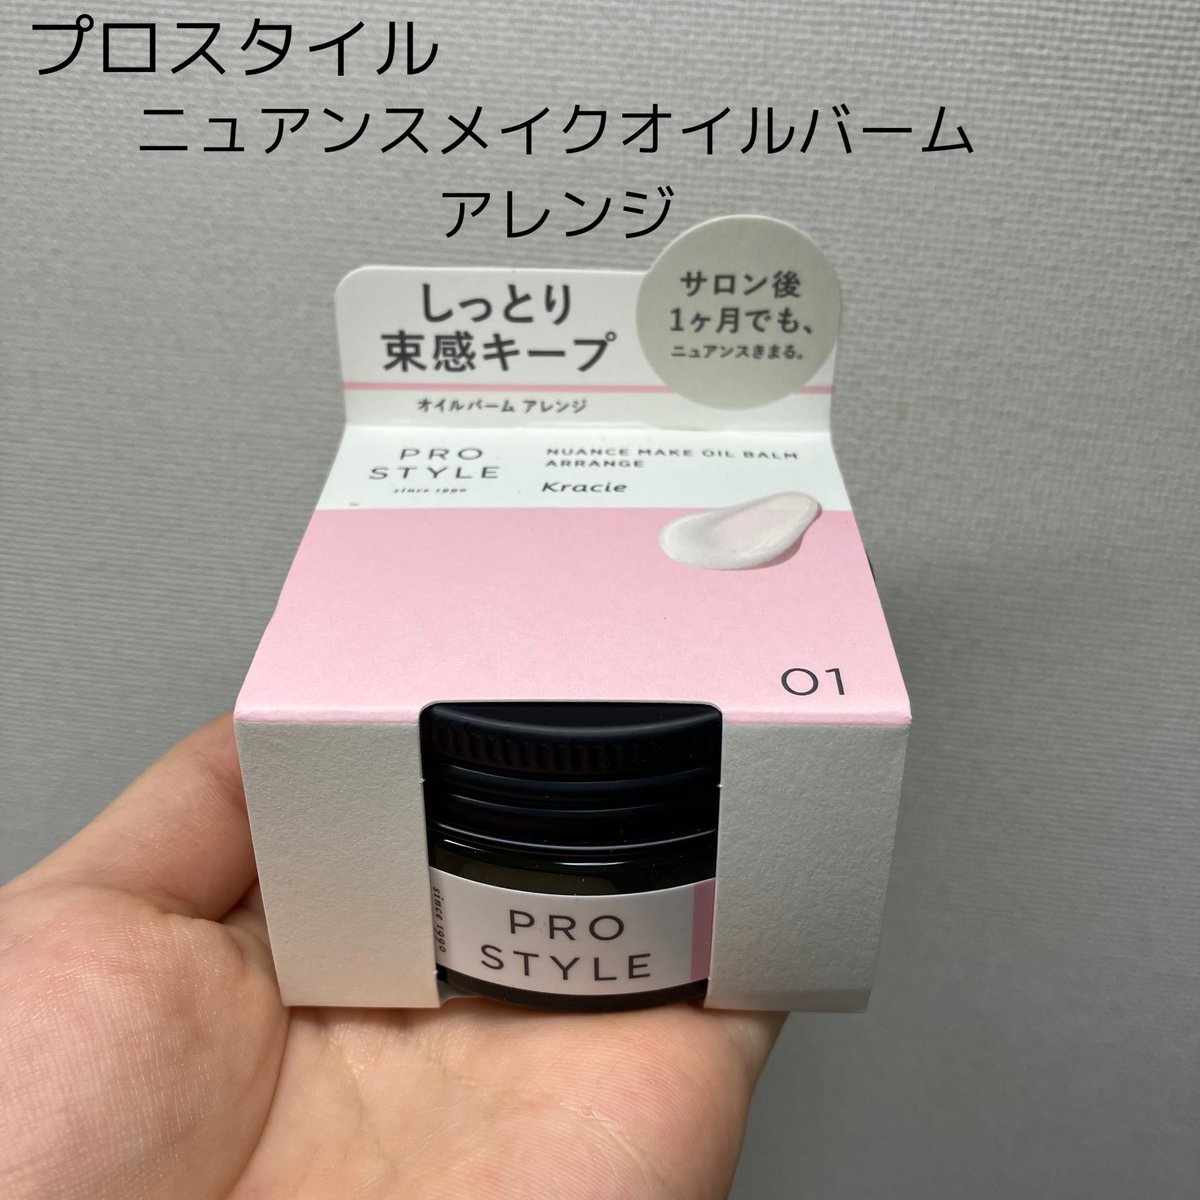 プロスタイル
ニュアンスメイクオイルバーム
アレンジ
しっとり
束感キープ
サロン後
1ヶ月でも、
ニュアンスきまる。
オイルバーム アレンジ
PRO
STYLE
since 1990
NUANCE MAKE OIL BALM
ARRANGE
Kracie
01
since 1990
PRO
STYLE